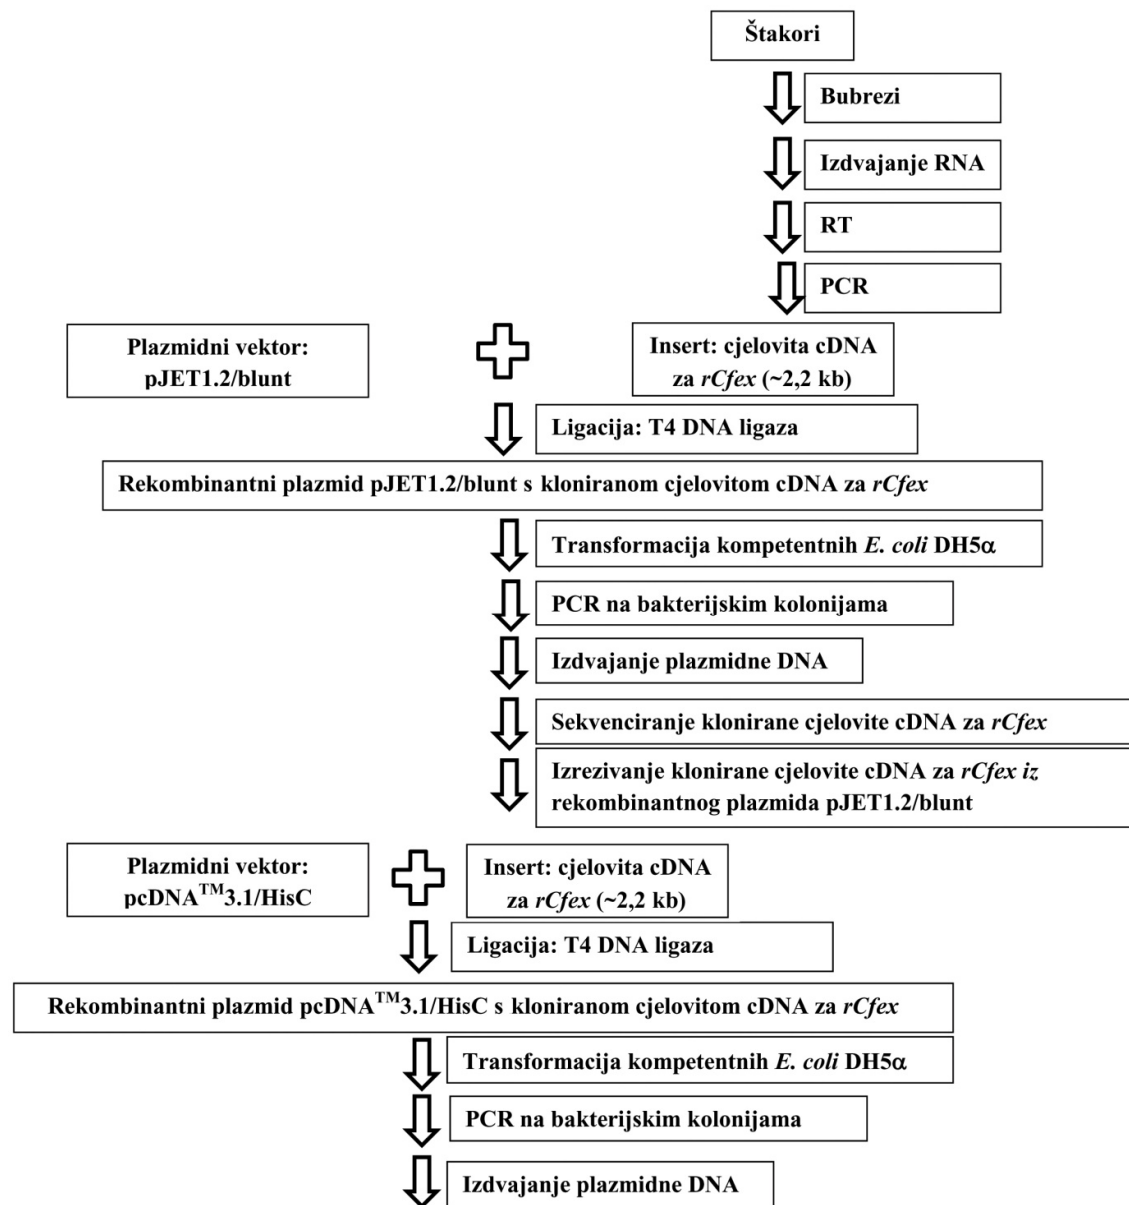 Štakori
Bubrezi
Izdvajanje RNA
RT
PCR
Plazmidni vektor:
pJET1.2/blunt
Insert: cjelovita cDNA
za rCfex (~2,2 kb)
Ligacija: T4 DNA ligaza
Rekombinantni plazmid pJET1.2/blunt s kloniranom cjelovitom cDNA za rCfex
Transformacija kompetentnih E. coli DH5α
PCR na bakterijskim kolonijama
Izdvajanje plazmidne DNA
Sekvenciranje klonirane cjelovite cDNA za rCfex
Izrezivanje klonirane cjelovite cDNA za rCfex iz
rekombinantnog plazmida pJET1.2/blunt
Plazmidni vektor:
pcDNA™3.1/HisC
Insert: cjelovita cDNA
za rCfex (~2,2 kb)
Ligacija: T4 DNA ligaza
Rekombinantni plazmid pcDNA™3.1/HisC s kloniranom cjelovitom cDNA za rCfex
Transformacija kompetentnih E. coli DH5α
PCR na bakterijskim kolonijama
Izdvajanje plazmidne DNA